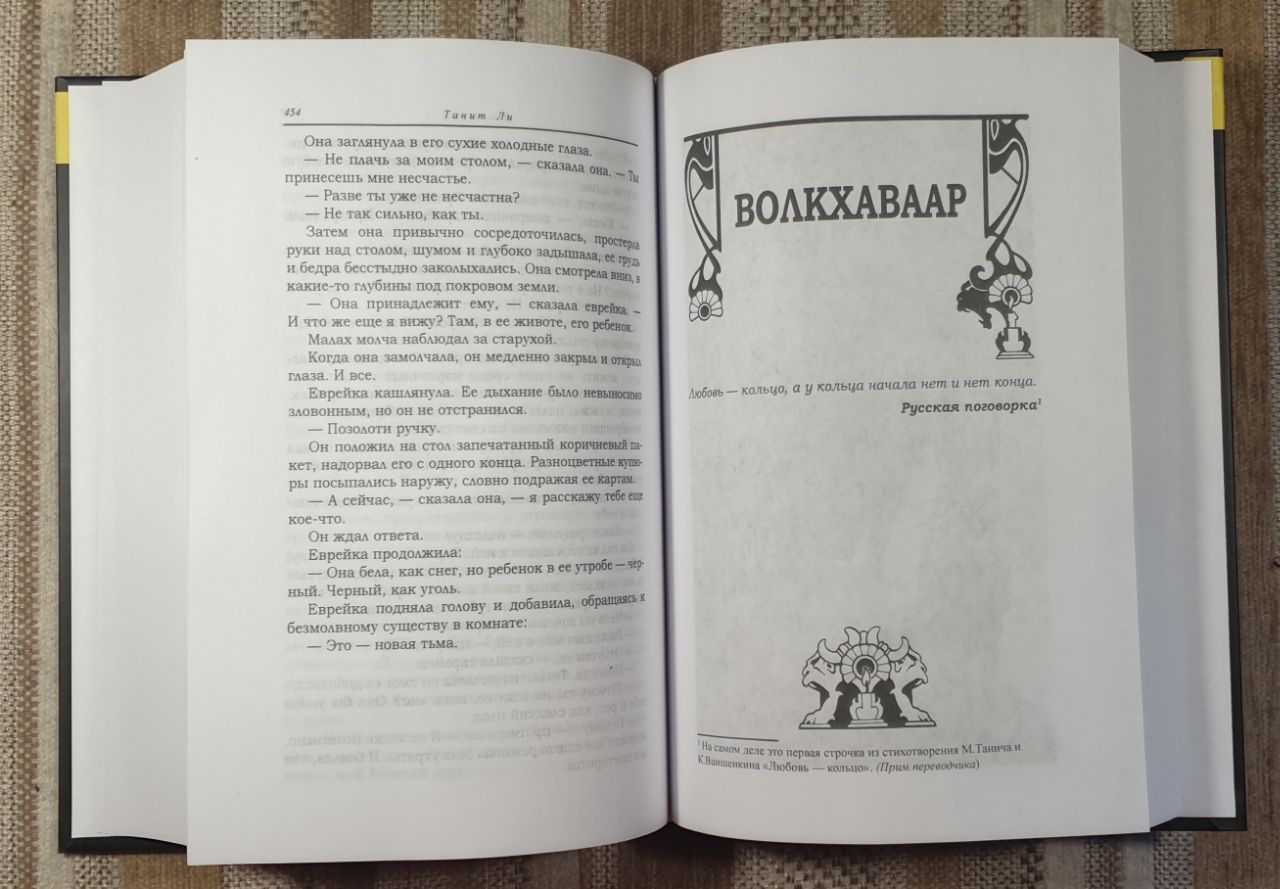 454
Танит Ли
Она заглянула в его сухие холодные глаза.
— Не плачь за моим столом, — сказала она. — Ты
принесешь мне несчастье.
— Разве ты уже не несчастна?
— Не так сильно, как ты.
Затем она привычно сосредоточилась, простерла
руки над столом, шумом и глубоко задышала, ее грудь
и бедра бесстыдно заколыхались. Она смотрела вниз, в
какие-то глубины под покровом земли.
— Она принадлежит ему, — сказала еврейка. —
И что же еще я вижу? Там, в ее животе, его ребенок.
Малах молча наблюдал за старухой.
Когда она замолчала, он медленно закрыл и открыл
глаза. И все.
Еврейка кашлянула. Ее дыхание было невыносимо
зловонным, но он не отстранился.
— Позолоти ручку.
Он положил на стол запечатанный коричневый па-
кет, надорвал его с одного конца. Разноцветные купю-
ры посыпались наружу, словно подражая ее картам.
— А сейчас, — сказала она, — я расскажу тебе еще
кое-что.
Он ждал ответа.
Еврейка продолжила:
— Она бела, как снег, но ребенок в ее утробе — чер-
ный. Черный, как уголь.
Еврейка подняла голову и добавила, обращаясь к
безмолвному существу в комнате:
— Это — новая тьма.
ВОЛКХАВААР
Любовь — кольцо, а у кольца начала нет и нет конца.
Русская поговорка¹
¹ На самом деле это первая строчка из стихотворения М.Танича и
К.Ваншенкина «Любовь — кольцо». (Прим.переводчика)